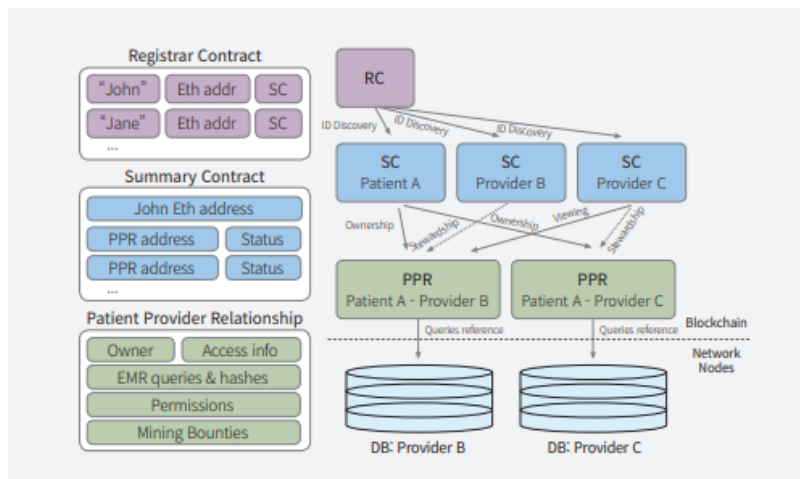 Registrar Contract
"John" Eth addr SC
"Jane" Eth addr SC
...
Summary Contract
John Eth address
PPR address Status
PPR address Status
...
Patient Provider Relationship
Owner Access info
EMR queries & hashes
Permissions
Mining Bounties
RC
ID Discovery ID Discovery ID Discovery
SC
Patient A
SC
Provider B
SC
Provider C
Ownership Stewardship Ownership Viewing Stewardship
PPR
Patient A - Provider B
PPR
Patient A - Provider C
Queries reference Queries reference
Blockchain
Network
Nodes
DB: Provider B
DB: Provider C